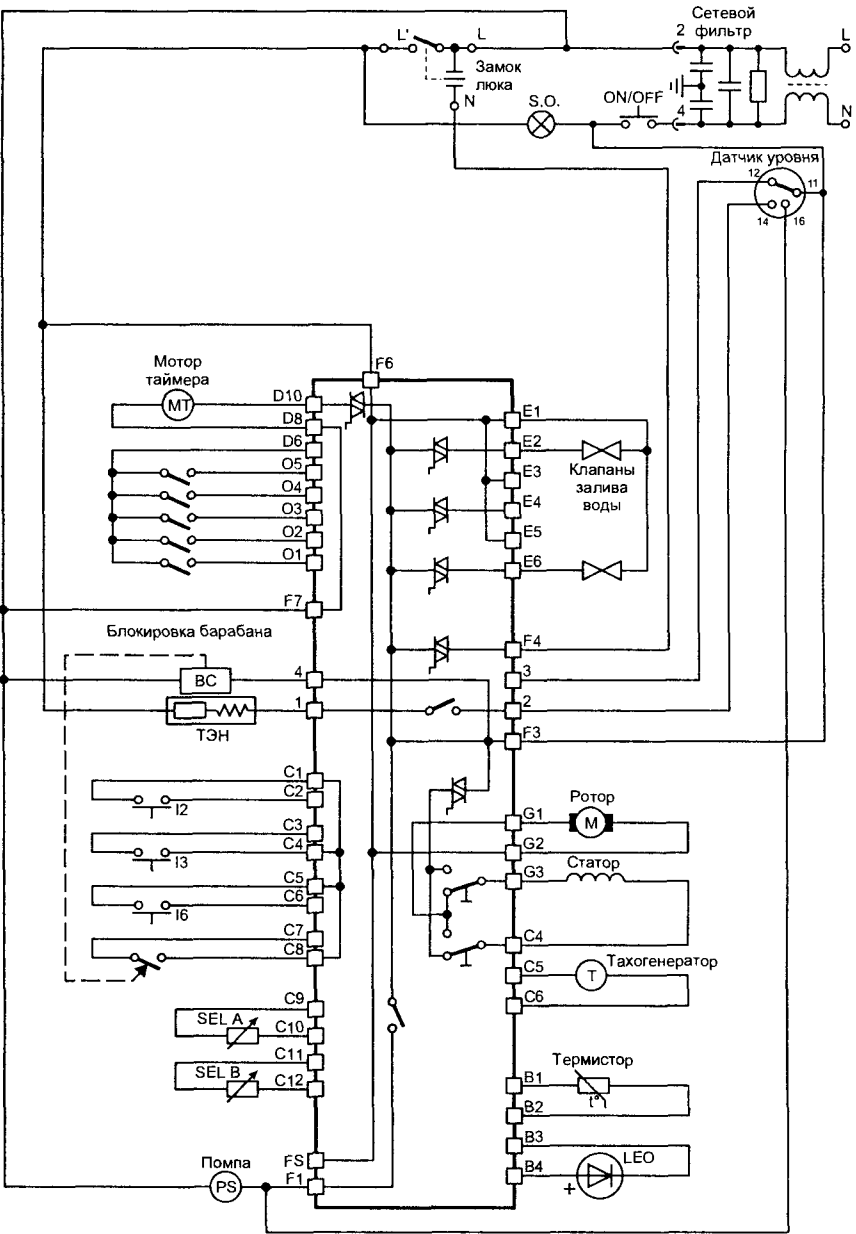 Сетевой
фильтр
L'
L
2
L
Замок
люка
N
S.O.
ON/OFF
4
N
Датчик уровня
12
11
14
16
F6
Мотор
таймера
MT
D10
D8
D6
O5
O4
O3
O2
O1
F7
E1
E2
Клапаны
залива
воды
E3
E4
E5
E6
F4
Блокировка барабана
BC
4
3
ТЭН
1
2
F3
C1
C2
I2
C3
C4
I3
C5
C6
I6
C7
C8
G1
Ротор
M
G2
Статор
G3
C4
C5
Тахогенератор
T
C6
C9
SEL A
C10
C11
SEL B
C12
Термистор
B1
t°
B2
B3
LEO
B4
+
Помпа
PS
FS
F1